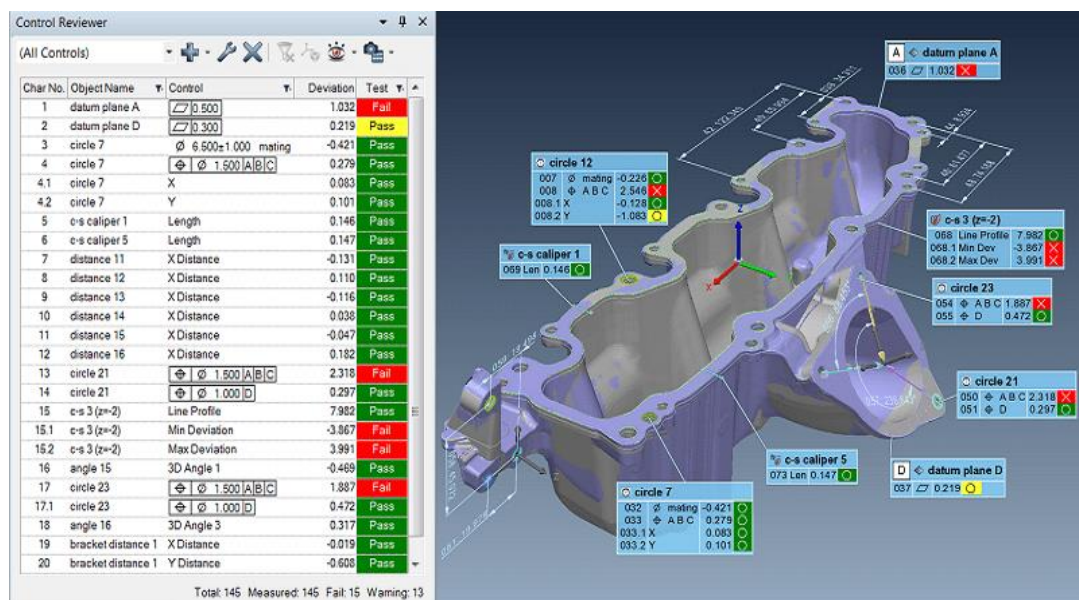 Control Reviewer
(All Controls)
Char No. Object Name Control Deviation Test
1 datum plane A ⏥ 0.500 1.032 Fail
2 datum plane D ⏥ 0.300 0.219 Pass
3 circle 7 Ø 6.500±1.000 mating -0.421 Pass
4 circle 7 ⌖ Ø 1.500 A B C 0.279 Pass
4.1 circle 7 X 0.083 Pass
4.2 circle 7 Y 0.101 Pass
5 c-s caliper 1 Length 0.146 Pass
6 c-s caliper 5 Length 0.147 Pass
7 distance 11 X Distance -0.131 Pass
8 distance 12 X Distance 0.110 Pass
9 distance 13 X Distance -0.116 Pass
10 distance 14 X Distance 0.038 Pass
11 distance 15 X Distance -0.047 Pass
12 distance 16 X Distance 0.182 Pass
13 circle 21 ⌖ Ø 1.500 A B C 2.318 Fail
14 circle 21 ⌖ Ø 1.000 D 0.297 Pass
15 c-s 3 (z=-2) Line Profile 7.982 Pass
15.1 c-s 3 (z=-2) Min Deviation -3.867 Fail
15.2 c-s 3 (z=-2) Max Deviation 3.991 Fail
16 angle 15 3D Angle 1 -0.469 Pass
17 circle 23 ⌖ Ø 1.500 A B C 1.887 Fail
17.1 circle 23 ⌖ Ø 1.000 D 0.472 Pass
18 angle 16 3D Angle 3 0.317 Pass
19 bracket distance 1 X Distance -0.019 Pass
20 bracket distance 1 Y Distance -0.608 Pass
Total: 145 Measured: 145 Fail: 15 Warning: 13
A datum plane A
036 ⏥ 1.032
circle 12
007 Ø mating -0.226
008 ⌖ A B C 2.546
008.1 X -0.128
008.2 Y -1.083
c-s caliper 1
069 Len 0.146
c-s 3 (z=-2)
068 Line Profile 7.982
068.1 Min Dev -3.867
068.2 Max Dev 3.991
circle 23
054 ⌖ A B C 1.887
055 ⌖ D 0.472
circle 21
050 ⌖ A B C 2.318
051 ⌖ D 0.297
c-s caliper 5
073 Len 0.147
D datum plane D
037 ⏥ 0.219
circle 7
032 Ø mating -0.421
033 ⌖ A B C 0.279
033.1 X 0.083
033.2 Y 0.101
Z
X